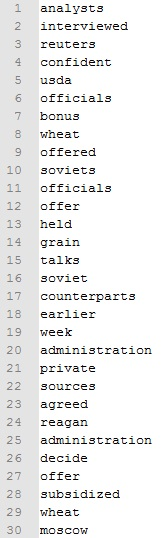 1 analysts
2 interviewed
3 reuters
4 confident
5 usda
6 officials
7 bonus
8 wheat
9 offered
10 soviets
11 officials
12 offer
13 held
14 grain
15 talks
16 soviet
17 counterparts
18 earlier
19 week
20 administration
21 private
22 sources
23 agreed
24 reagan
25 administration
26 decide
27 offer
28 subsidized
29 wheat
30 moscow